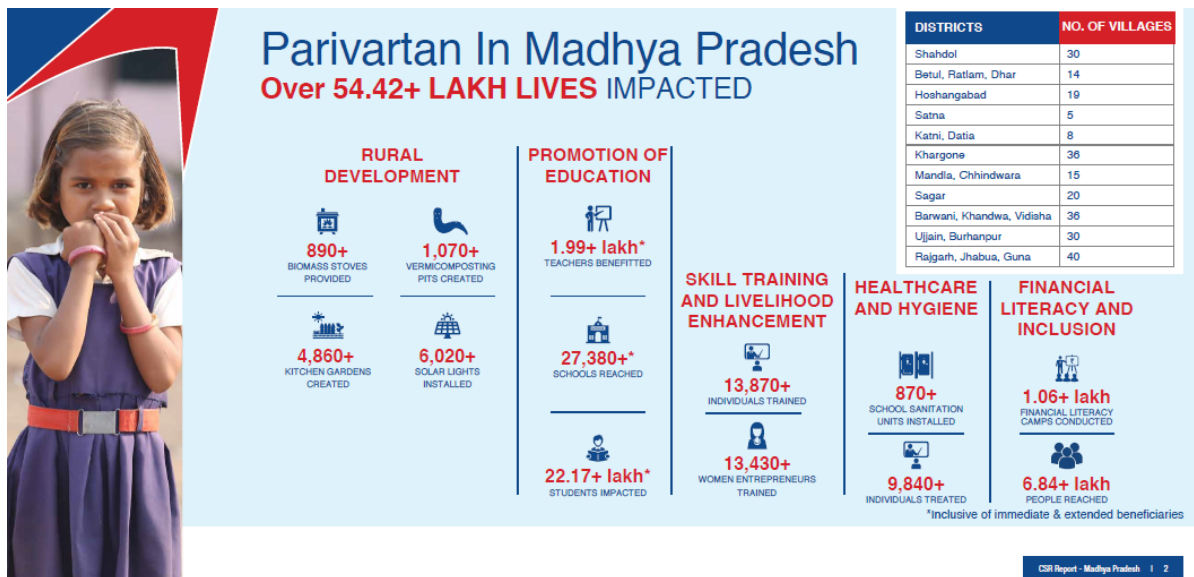 Parivartan In Madhya Pradesh
Over 54.42+ LAKH LIVES IMPACTED
DISTRICTS NO. OF VILLAGES
Shahdol 30
Betul, Ratlam, Dhar 14
Hoshangabad 19
Satna 5
Katni, Datia 8
Khargone 36
Mandla, Chhindwara 15
Sagar 20
Barwani, Khandwa, Vidisha 36
Ujjain, Burhanpur 30
Rajgarh, Jhabua, Guna 40
RURAL
DEVELOPMENT
890+
BIOMASS STOVES
PROVIDED
1,070+
VERMICOMPOSTING
PITS CREATED
4,860+
KITCHEN GARDENS
CREATED
6,020+
SOLAR LIGHTS
INSTALLED
PROMOTION OF
EDUCATION
1.99+ lakh*
TEACHERS BENEFITTED
27,380+*
SCHOOLS REACHED
22.17+ lakh*
STUDENTS IMPACTED
SKILL TRAINING
AND LIVELIHOOD
ENHANCEMENT
13,870+
INDIVIDUALS TRAINED
13,430+
WOMEN ENTREPRENEURS
TRAINED
HEALTHCARE
AND HYGIENE
870+
SCHOOL SANITATION
UNITS INSTALLED
9,840+
INDIVIDUALS TREATED
FINANCIAL
LITERACY AND
INCLUSION
1.06+ lakh
FINANCIAL LITERACY
CAMPS CONDUCTED
6.84+ lakh
PEOPLE REACHED
*Inclusive of immediate & extended beneficiaries
CSR Report - Madhya Pradesh I 2